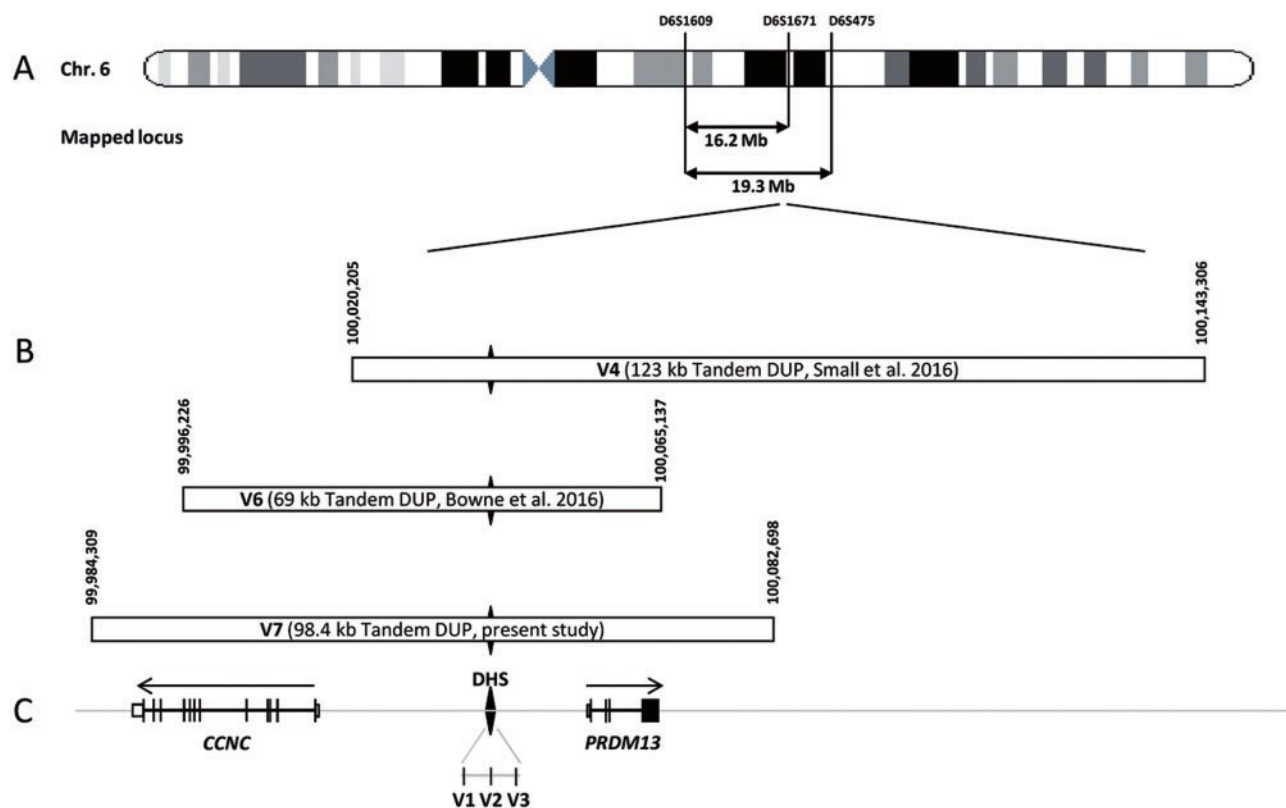 D6S1609 D6S1671 D6S475
A Chr. 6
Mapped locus
16.2 Mb
19.3 Mb
100,020,205
100,143,306
B
V4 (123 kb Tandem DUP, Small et al. 2016)
99,996,226
100,065,137
V6 (69 kb Tandem DUP, Bowne et al. 2016)
99,984,309
100,082,698
V7 (98.4 kb Tandem DUP, present study)
DHS
C
CCNC PRDM13
V1 V2 V3